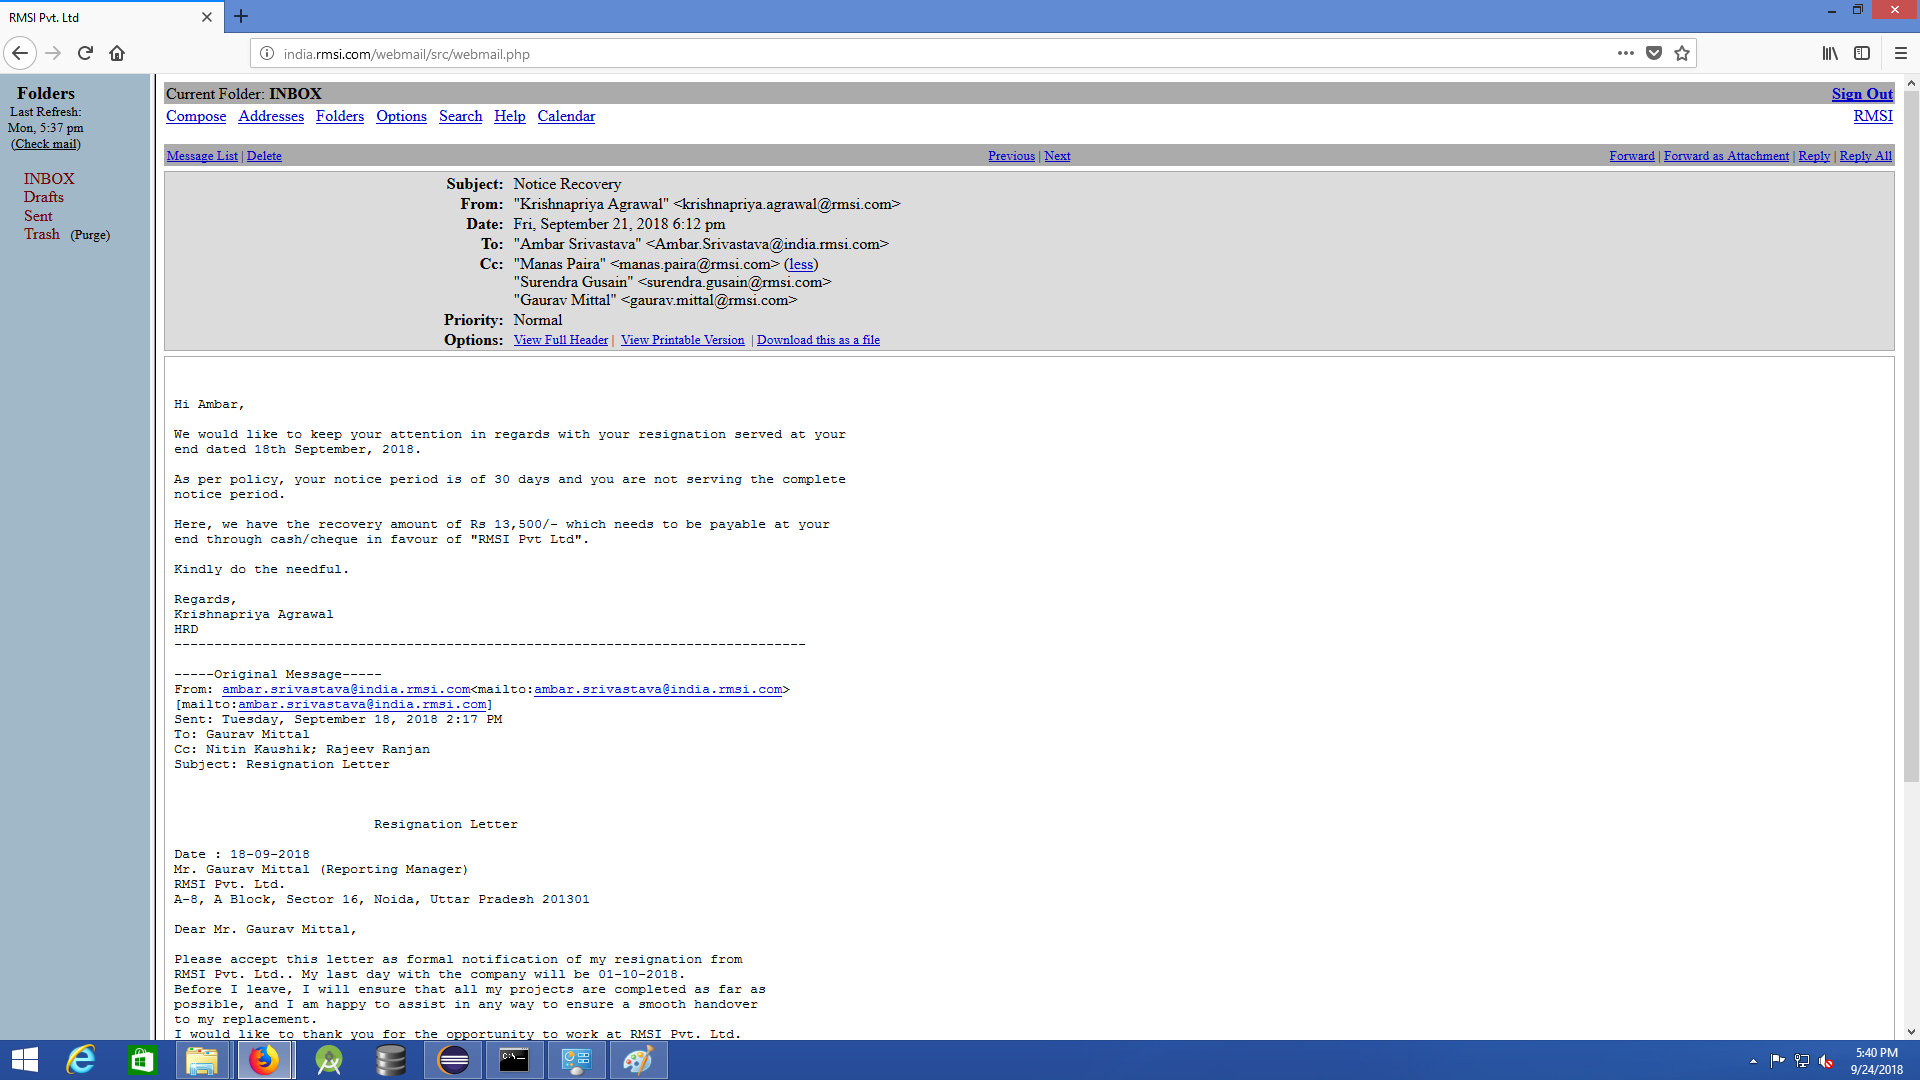 RMSI Pvt. Ltd
india.rmsi.com/webmail/src/webmail.php
Folders
Last Refresh:
Mon, 5:37 pm
(Check mail)
INBOX
Drafts
Sent
Trash (Purge)
Current Folder: INBOX Sign Out
Compose Addresses Folders Options Search Help Calendar RMSI
Message List | Delete Previous | Next Forward | Forward as Attachment | Reply | Reply All
Subject: Notice Recovery
From: "Krishnapriya Agrawal" <krishnapriya.agrawal@rmsi.com>
Date: Fri, September 21, 2018 6:12 pm
To: "Ambar Srivastava" <Ambar.Srivastava@india.rmsi.com>
Cc: "Manas Paira" <manas.paira@rmsi.com> (less)
"Surendra Gusain" <surendra.gusain@rmsi.com>
"Gaurav Mittal" <gaurav.mittal@rmsi.com>
Priority: Normal
Options: View Full Header | View Printable Version | Download this as a file
Hi Ambar,
We would like to keep your attention in regards with your resignation served at your
end dated 18th September, 2018.
As per policy, your notice period is of 30 days and you are not serving the complete
notice period.
Here, we have the recovery amount of Rs 13,500/- which needs to be payable at your
end through cash/cheque in favour of "RMSI Pvt Ltd".
Kindly do the needful.
Regards,
Krishnapriya Agrawal
HRD
-------------------------------------------------------------------------------
-----Original Message-----
From: ambar.srivastava@india.rmsi.com<mailto:ambar.srivastava@india.rmsi.com>
[mailto:ambar.srivastava@india.rmsi.com]
Sent: Tuesday, September 18, 2018 2:17 PM
To: Gaurav Mittal
Cc: Nitin Kaushik; Rajeev Ranjan
Subject: Resignation Letter
Resignation Letter
Date : 18-09-2018
Mr. Gaurav Mittal (Reporting Manager)
RMSI Pvt. Ltd.
A-8, A Block, Sector 16, Noida, Uttar Pradesh 201301
Dear Mr. Gaurav Mittal,
Please accept this letter as formal notification of my resignation from
RMSI Pvt. Ltd.. My last day with the company will be 01-10-2018.
Before I leave, I will ensure that all my projects are completed as far as
possible, and I am happy to assist in any way to ensure a smooth handover
to my replacement.
I would like to thank you for the opportunity to work at RMSI Pvt. Ltd.
5:40 PM
9/24/2018